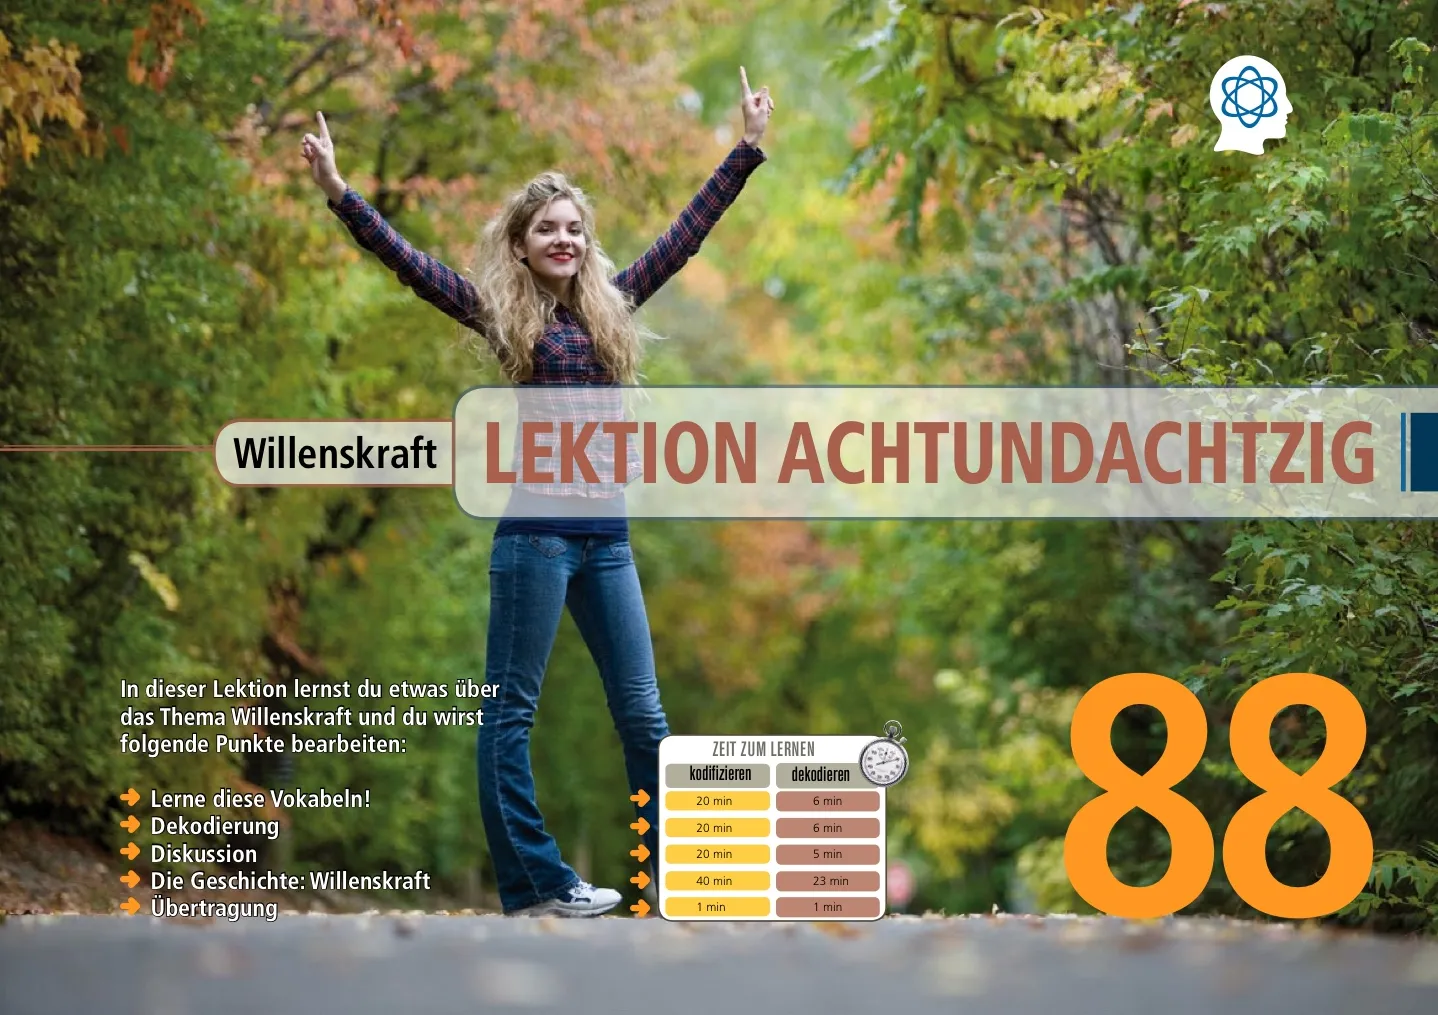 Willenskraft
LEKTION ACHTUNDACHTZIG
In dieser Lektion lernst du etwas über
das Thema Willenskraft und du wirst
folgende Punkte bearbeiten:
Lerne diese Vokabeln!
Dekodierung
Diskussion
Die Geschichte: Willenskraft
Übertragung
ZEIT ZUM LERNEN
kodifizieren dekodieren
20 min 6 min
20 min 6 min
20 min 5 min
40 min 23 min
1 min 1 min
88